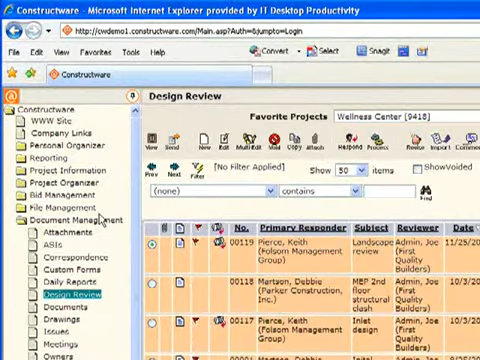 Constructware - Microsoft Internet Explorer provided by IT Desktop Productivity
http://cwdemo1.constructware.com/Main.asp?Auth=&Jumpto=Login
File Edit View Favorites Tools Help
Convert Select Snagit
Constructware
Constructware
WWW Site
Company Links
Personal Organizer
Reporting
Project Information
Project Organizer
Bid Management
File Management
Document Management
Attachments
ASIs
Correspondence
Custom Forms
Daily Reports
Design Review
Documents
Drawings
Issues
Meetings
Owners
Design Review
Favorite Projects Wellness Center [9418]
View Send New Edit Multi-Edit Void Copy Attach Respond Process Revise Import Comment
Prev Next Filter [No Filter Applied] Show 50 items ShowVoided
(none) contains Find
No. Primary Responder Subject Reviewer Date
00119 Pierce, Keith (Folsom Management Group) Landscape review Admin, Joe (First Quality Builders) 11/25/20
00118 Martson, Debbie (Parker Construction, Inc.) MEP 2nd floor structural clash Admin, Joe (First Quality Builders) 10/3/20
00117 Pierce, Keith (Folsom Management Group) Inlet design Admin, Joe (First Quality Builders) 10/3/20